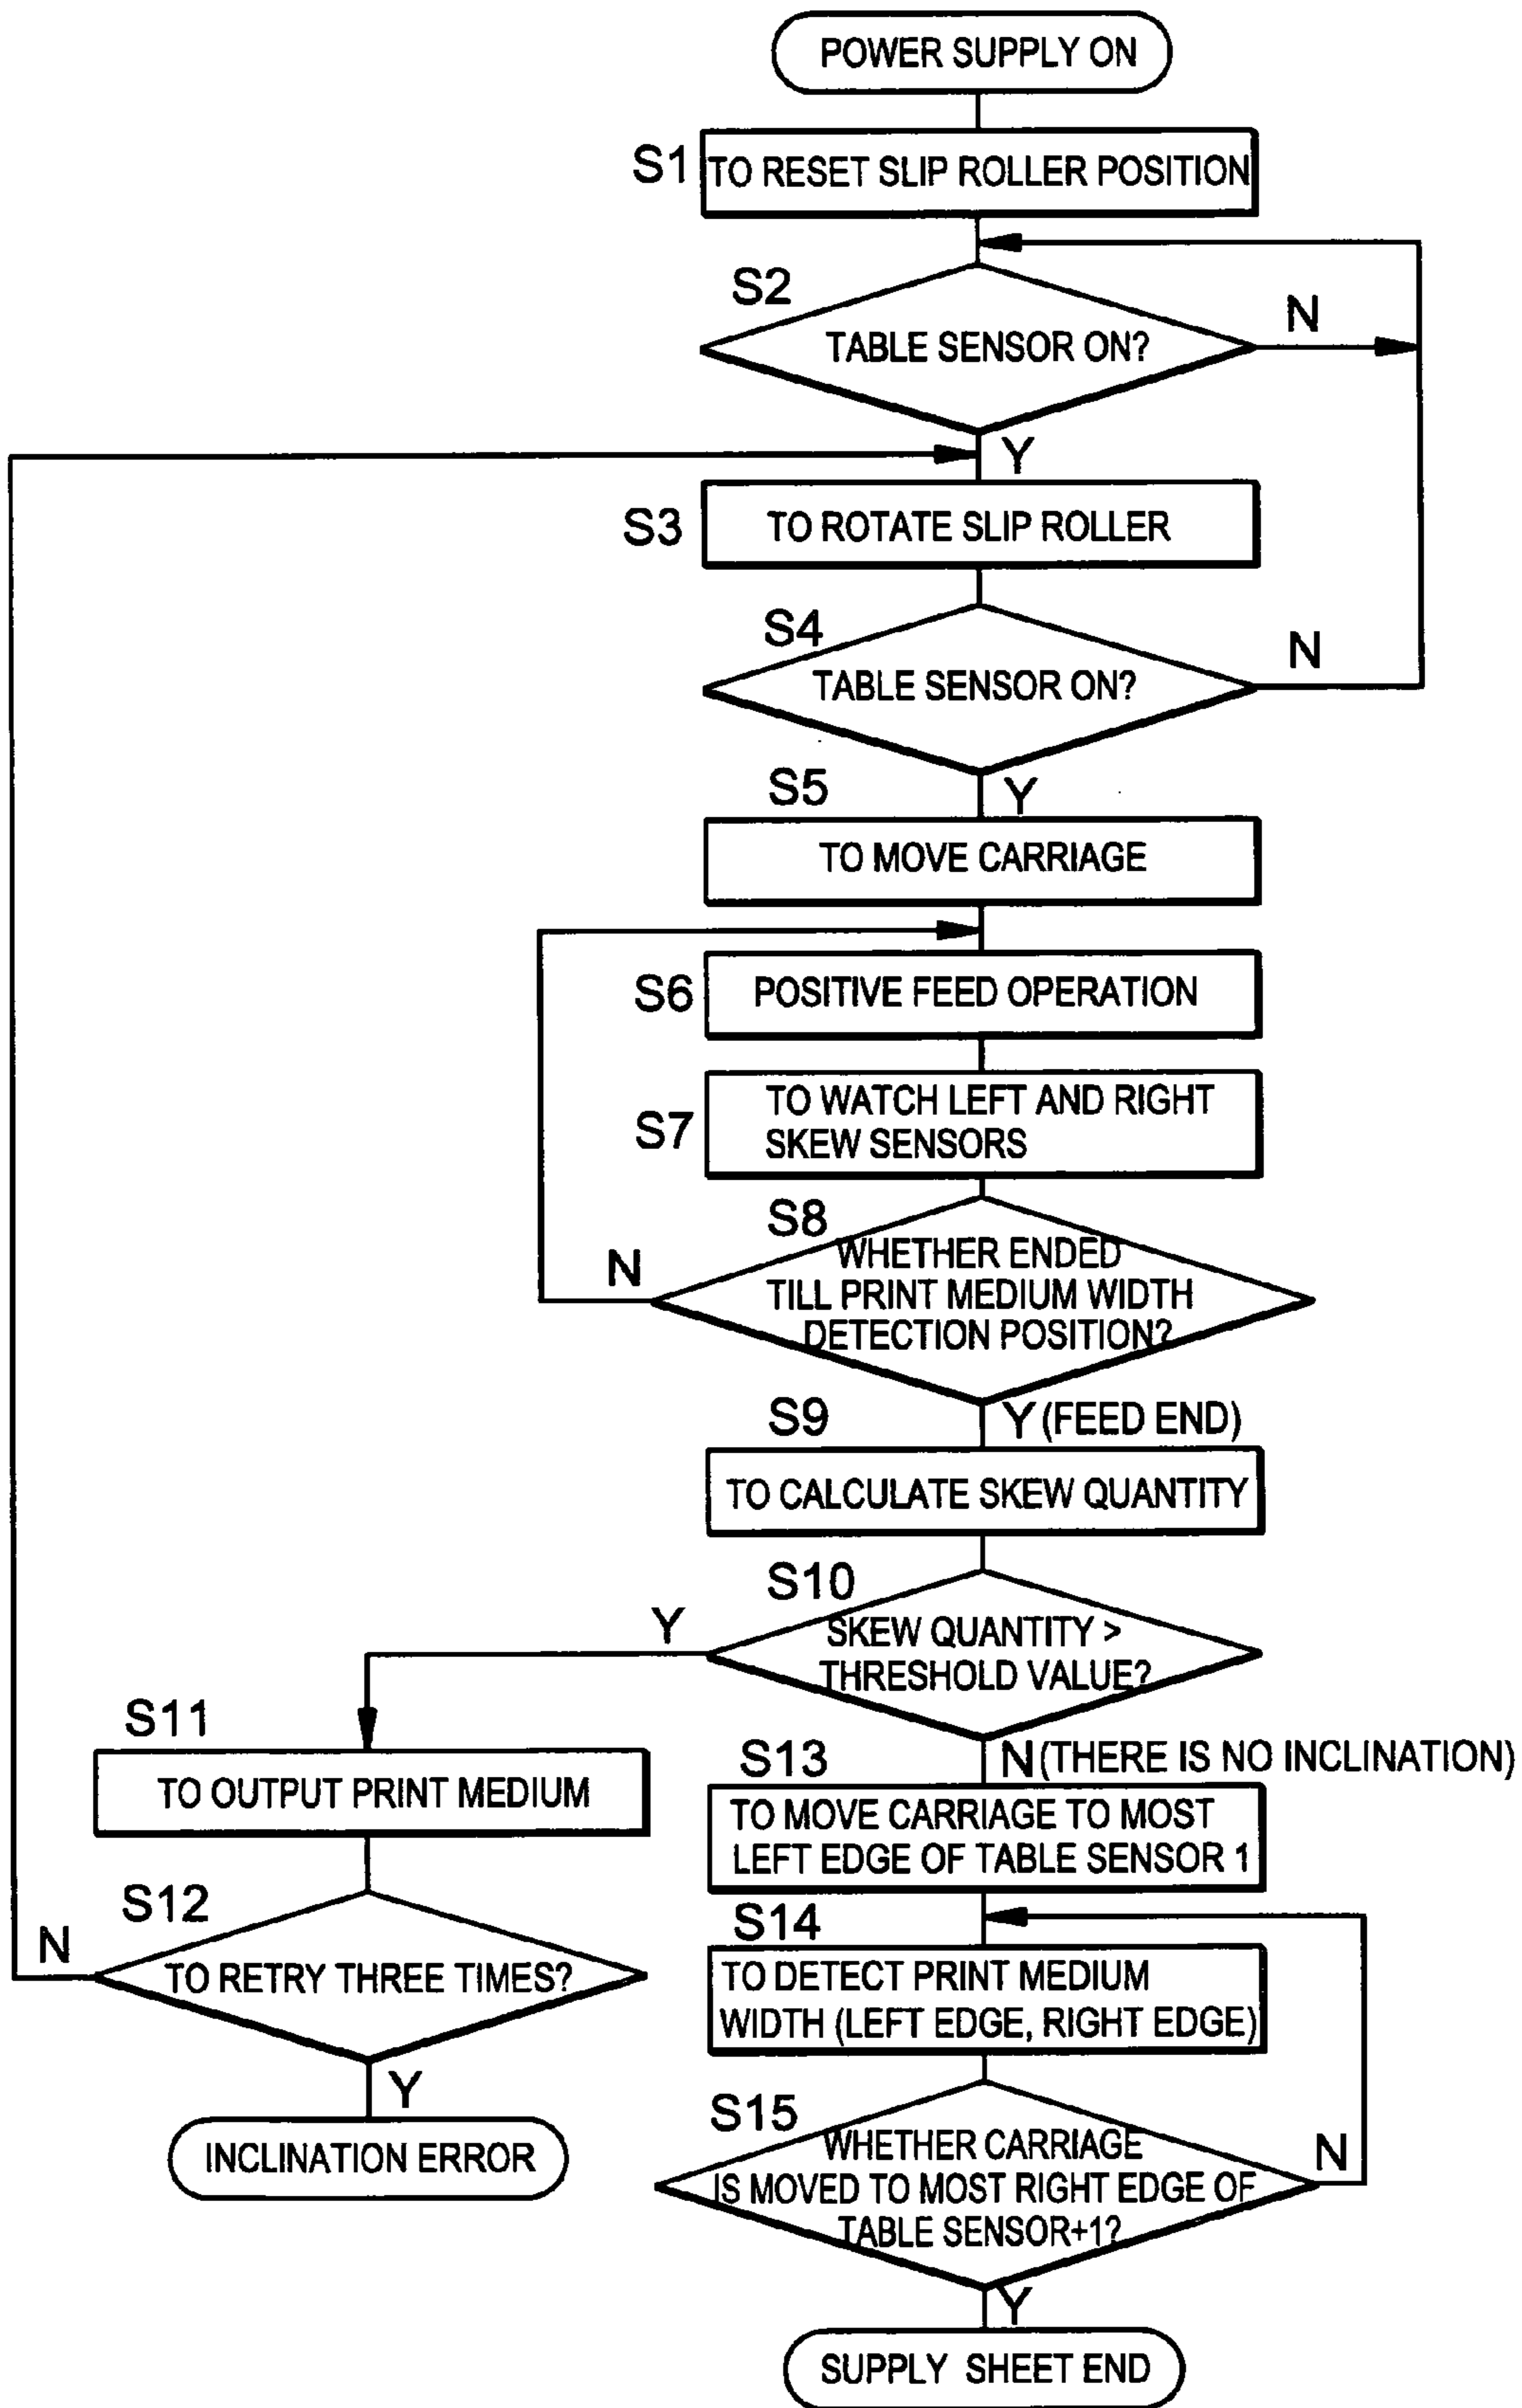 POWER SUPPLY ON
S1
TO RESET SLIP ROLLER POSITION
S2
TABLE SENSOR ON?
N
Y
S3
TO ROTATE SLIP ROLLER
S4
TABLE SENSOR ON?
N
Y
S5
TO MOVE CARRIAGE
S6
POSITIVE FEED OPERATION
S7
TO WATCH LEFT AND RIGHT
SKEW SENSORS
S8
WHETHER ENDED
TILL PRINT MEDIUM WIDTH
DETECTION POSITION?
N
Y (FEED END)
S9
TO CALCULATE SKEW QUANTITY
S10
SKEW QUANTITY >
THRESHOLD VALUE?
Y
N (THERE IS NO INCLINATION)
S11
TO OUTPUT PRINT MEDIUM
S12
TO RETRY THREE TIMES?
N
Y
INCLINATION ERROR
S13
TO MOVE CARRIAGE TO MOST
LEFT EDGE OF TABLE SENSOR 1
S14
TO DETECT PRINT MEDIUM
WIDTH (LEFT EDGE, RIGHT EDGE)
S15
WHETHER CARRIAGE
IS MOVED TO MOST RIGHT EDGE OF
TABLE SENSOR+1?
N
Y
SUPPLY SHEET END